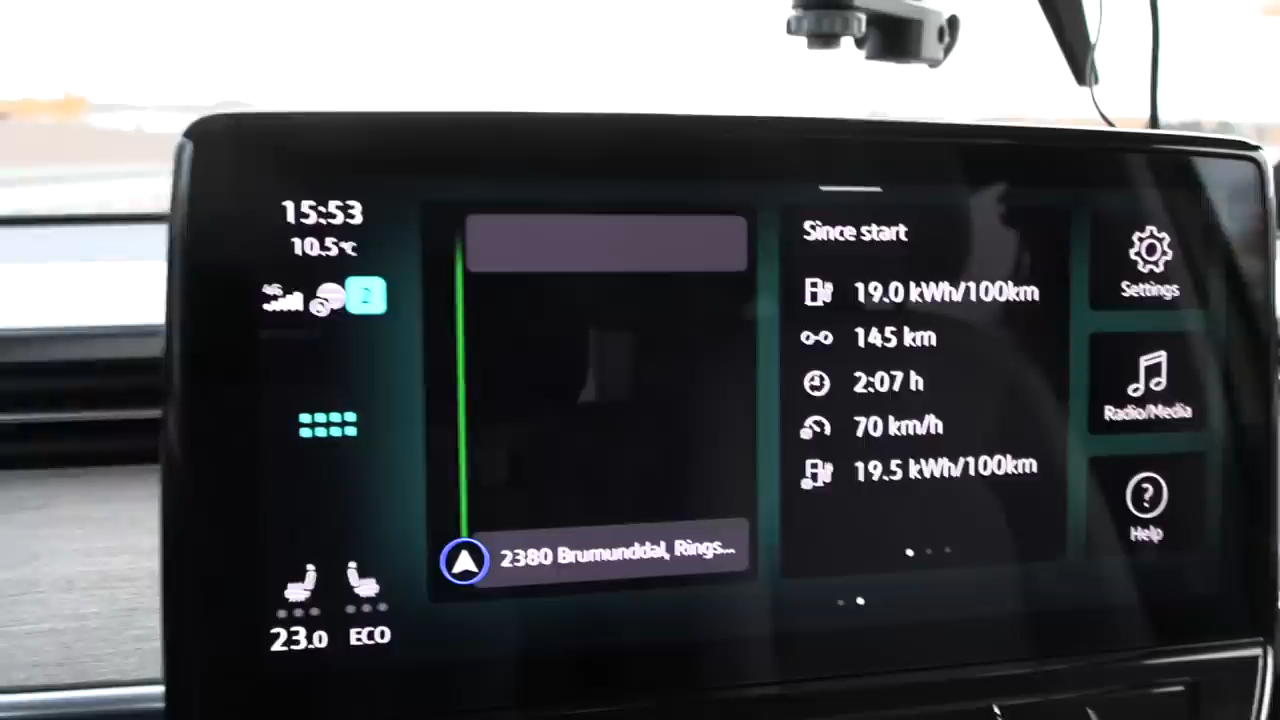 15:53
10.5°C
4G
23.0 ECO
2380 Brumunddal, Rings...
Since start
19.0 kWh/100km
145 km
2:07 h
70 km/h
19.5 kWh/100km
Settings
Radio/Media
Help